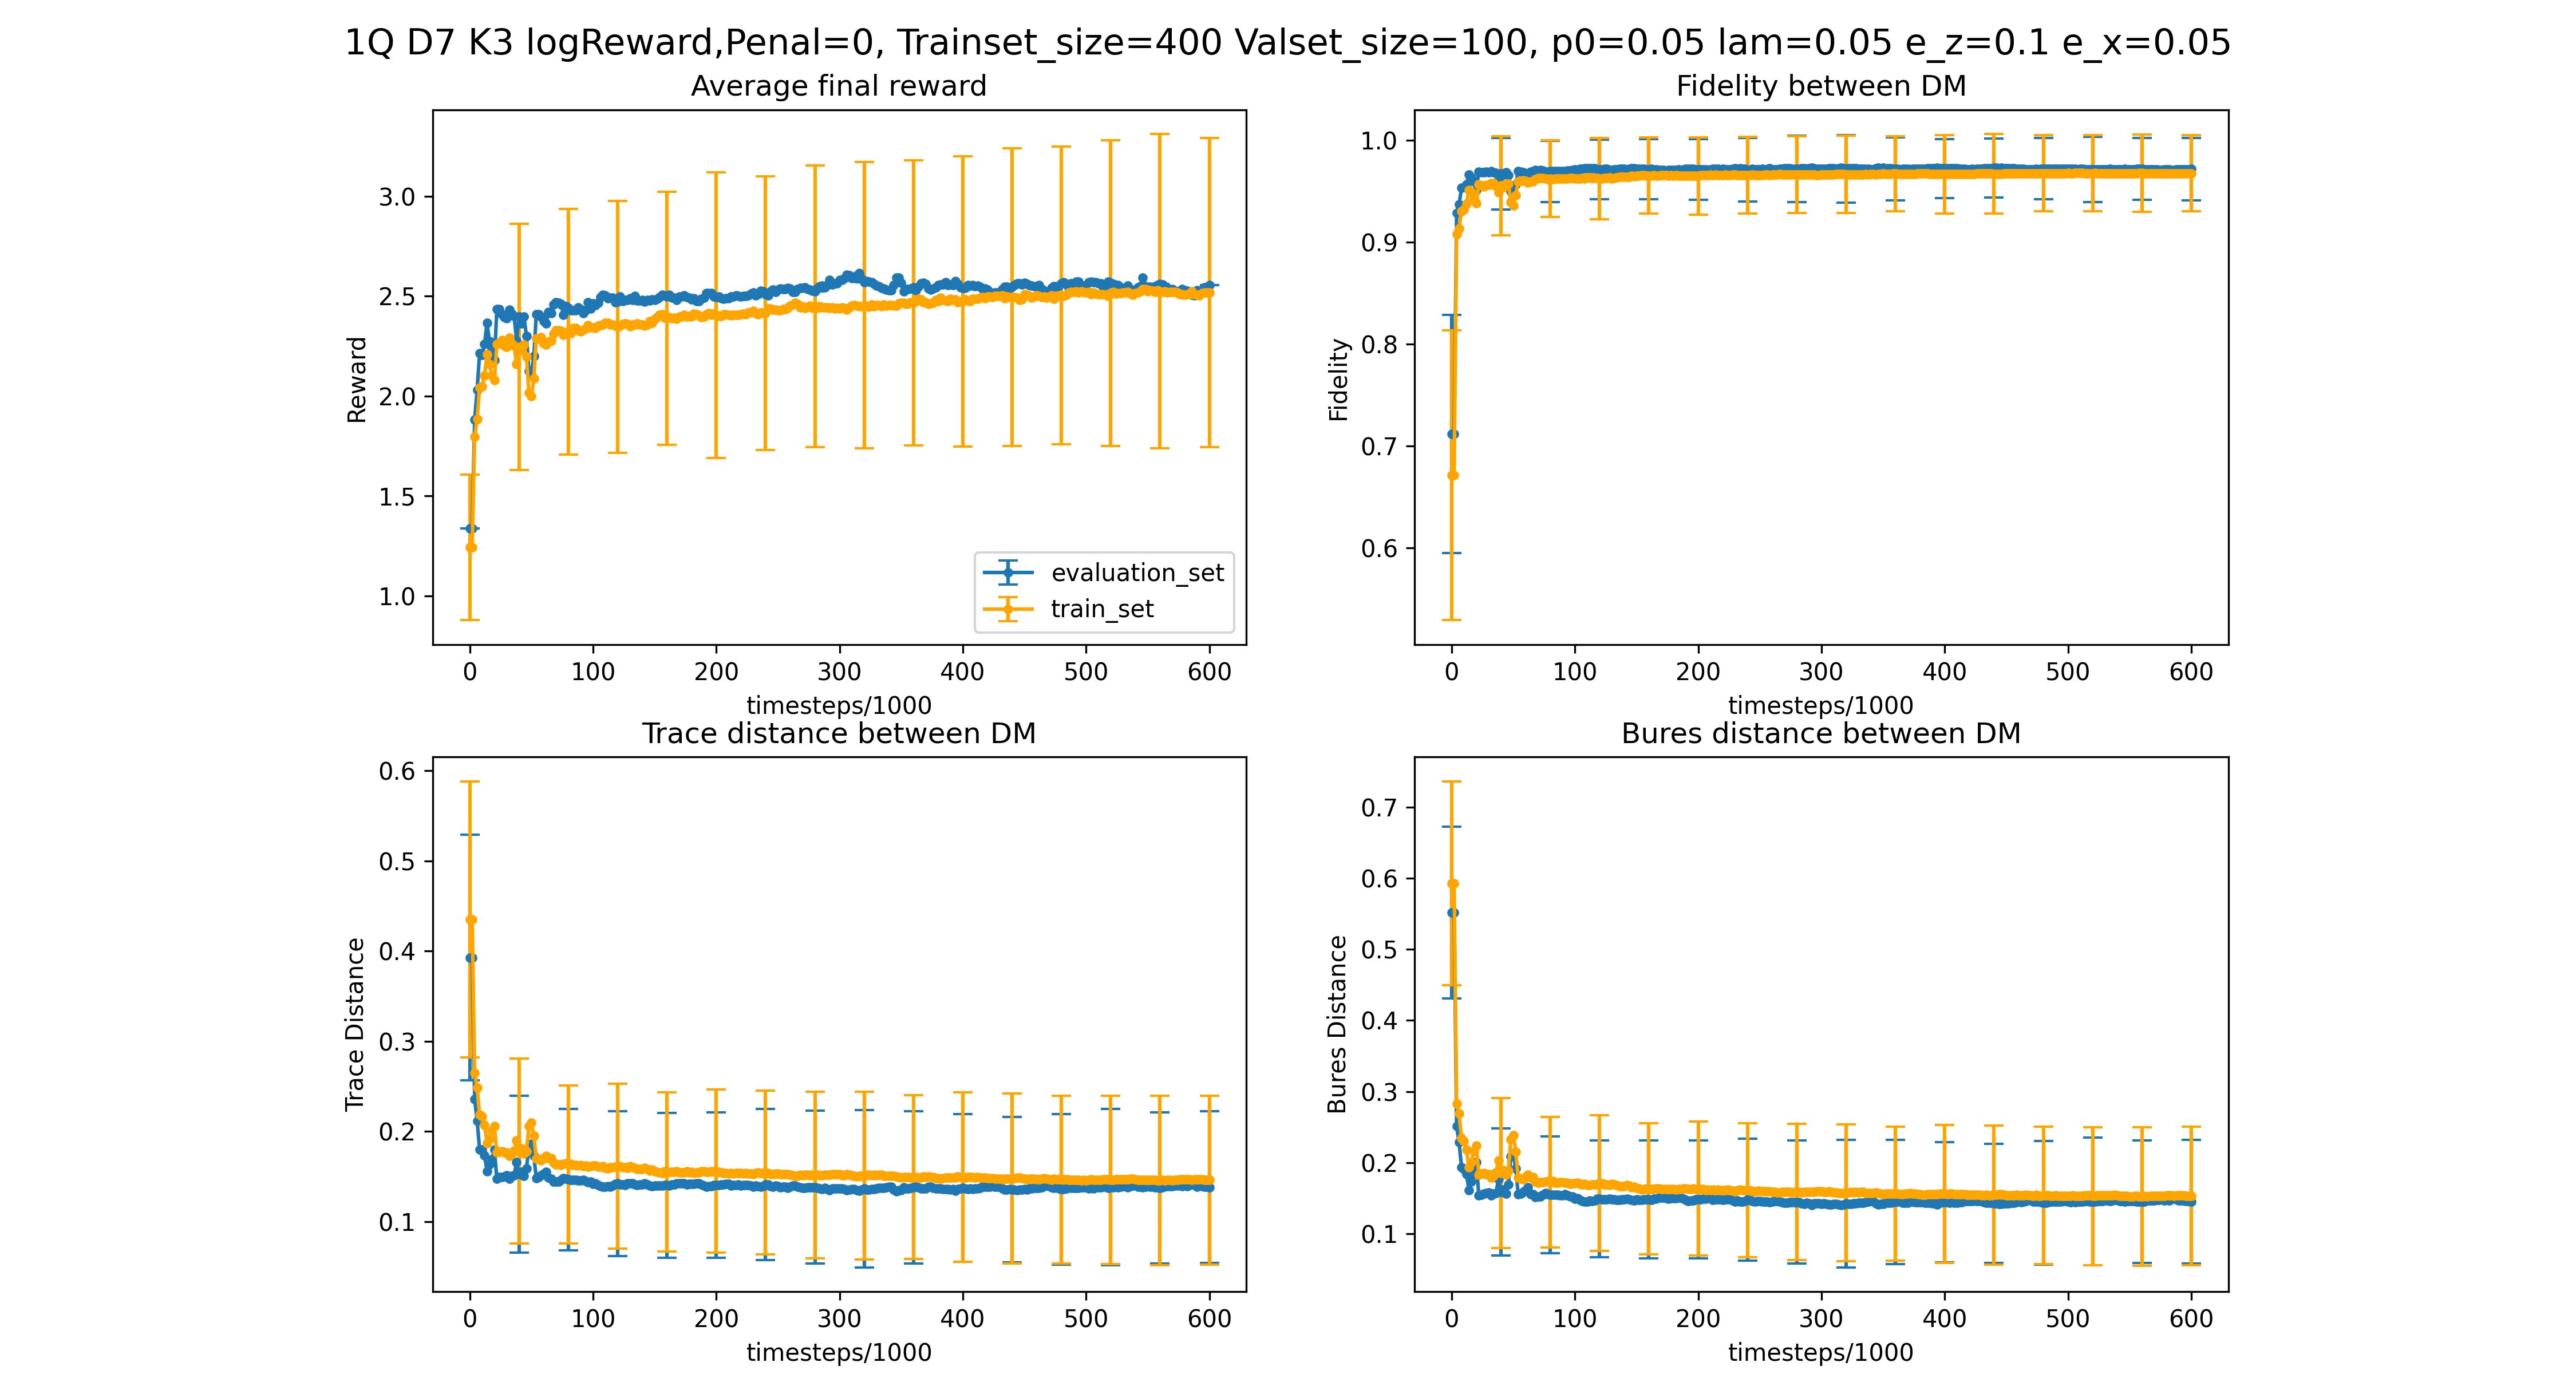 1Q D7 K3 logReward,Penal=0, Trainset_size=400 Valset_size=100, p0=0.05 lam=0.05 e_z=0.1 e_x=0.05
Average final reward
Reward
3.0
2.5
2.0
1.5
1.0
evaluation_set
train_set
0 100 200 300 400 500 600
timesteps/1000
Fidelity between DM
Fidelity
1.0
0.9
0.8
0.7
0.6
0 100 200 300 400 500 600
timesteps/1000
Trace distance between DM
Trace Distance
0.6
0.5
0.4
0.3
0.2
0.1
0 100 200 300 400 500 600
timesteps/1000
Bures distance between DM
Bures Distance
0.7
0.6
0.5
0.4
0.3
0.2
0.1
0 100 200 300 400 500 600
timesteps/1000